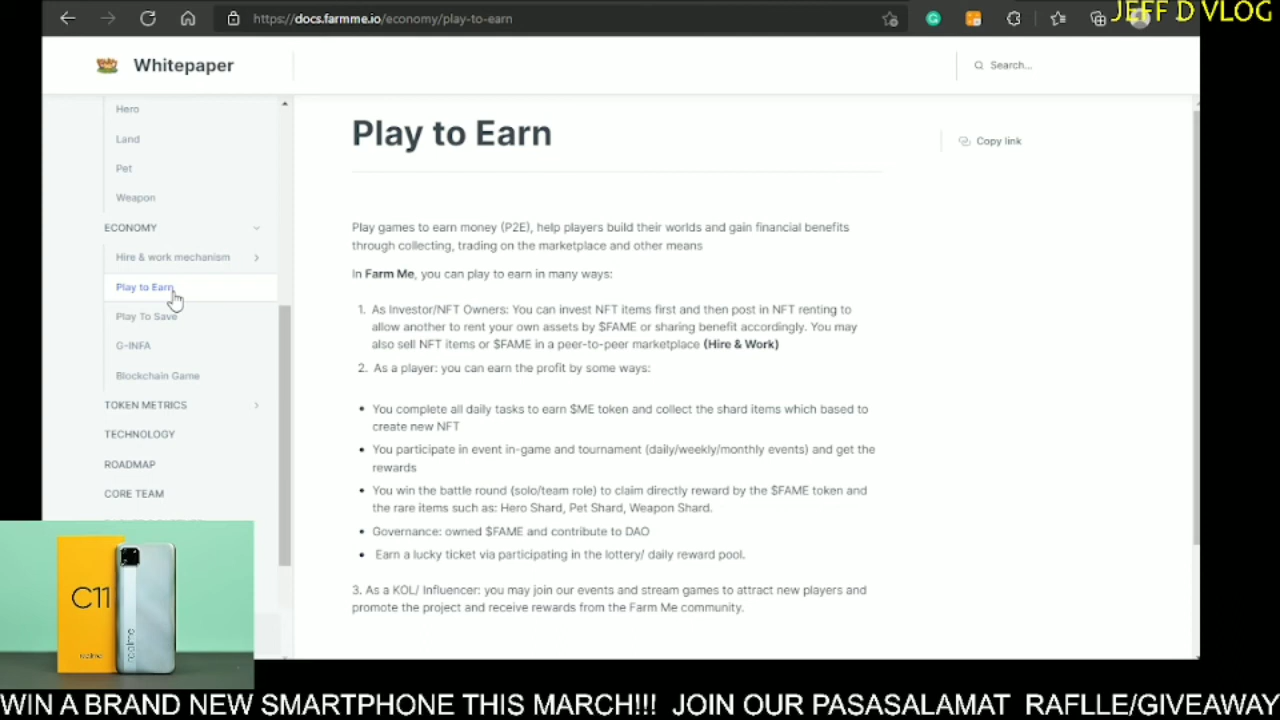 https://docs.farmme.io/economy/play-to-earn
JEFF D VLOG
Whitepaper
Search...
Hero
Land
Pet
Weapon
ECONOMY
Hire & work mechanism
Play to Earn
Play To Save
G-INFA
Blockchain Game
TOKEN METRICS
TECHNOLOGY
ROADMAP
CORE TEAM
Play to Earn
Copy link
Play games to earn money (P2E), help players build their worlds and gain financial benefits
through collecting, trading on the marketplace and other means
In Farm Me, you can play to earn in many ways:
1. As Investor/NFT Owners: You can invest NFT items first and then post in NFT renting to
allow another to rent your own assets by $FAME or sharing benefit accordingly. You may
also sell NFT items or $FAME in a peer-to-peer marketplace (Hire & Work)
2. As a player: you can earn the profit by some ways:
• You complete all daily tasks to earn $ME token and collect the shard items which based to
create new NFT
• You participate in event in-game and tournament (daily/weekly/monthly events) and get the
rewards
• You win the battle round (solo/team role) to claim directly reward by the $FAME token and
the rare items such as: Hero Shard, Pet Shard, Weapon Shard.
• Governance: owned $FAME and contribute to DAO
• Earn a lucky ticket via participating in the lottery/ daily reward pool.
3. As a KOL/ Influencer: you may join our events and stream games to attract new players and
promote the project and receive rewards from the Farm Me community.
C11
realme
realme
WIN A BRAND NEW SMARTPHONE THIS MARCH!!! JOIN OUR PASASALAMAT RAFLLE/GIVEAWAY